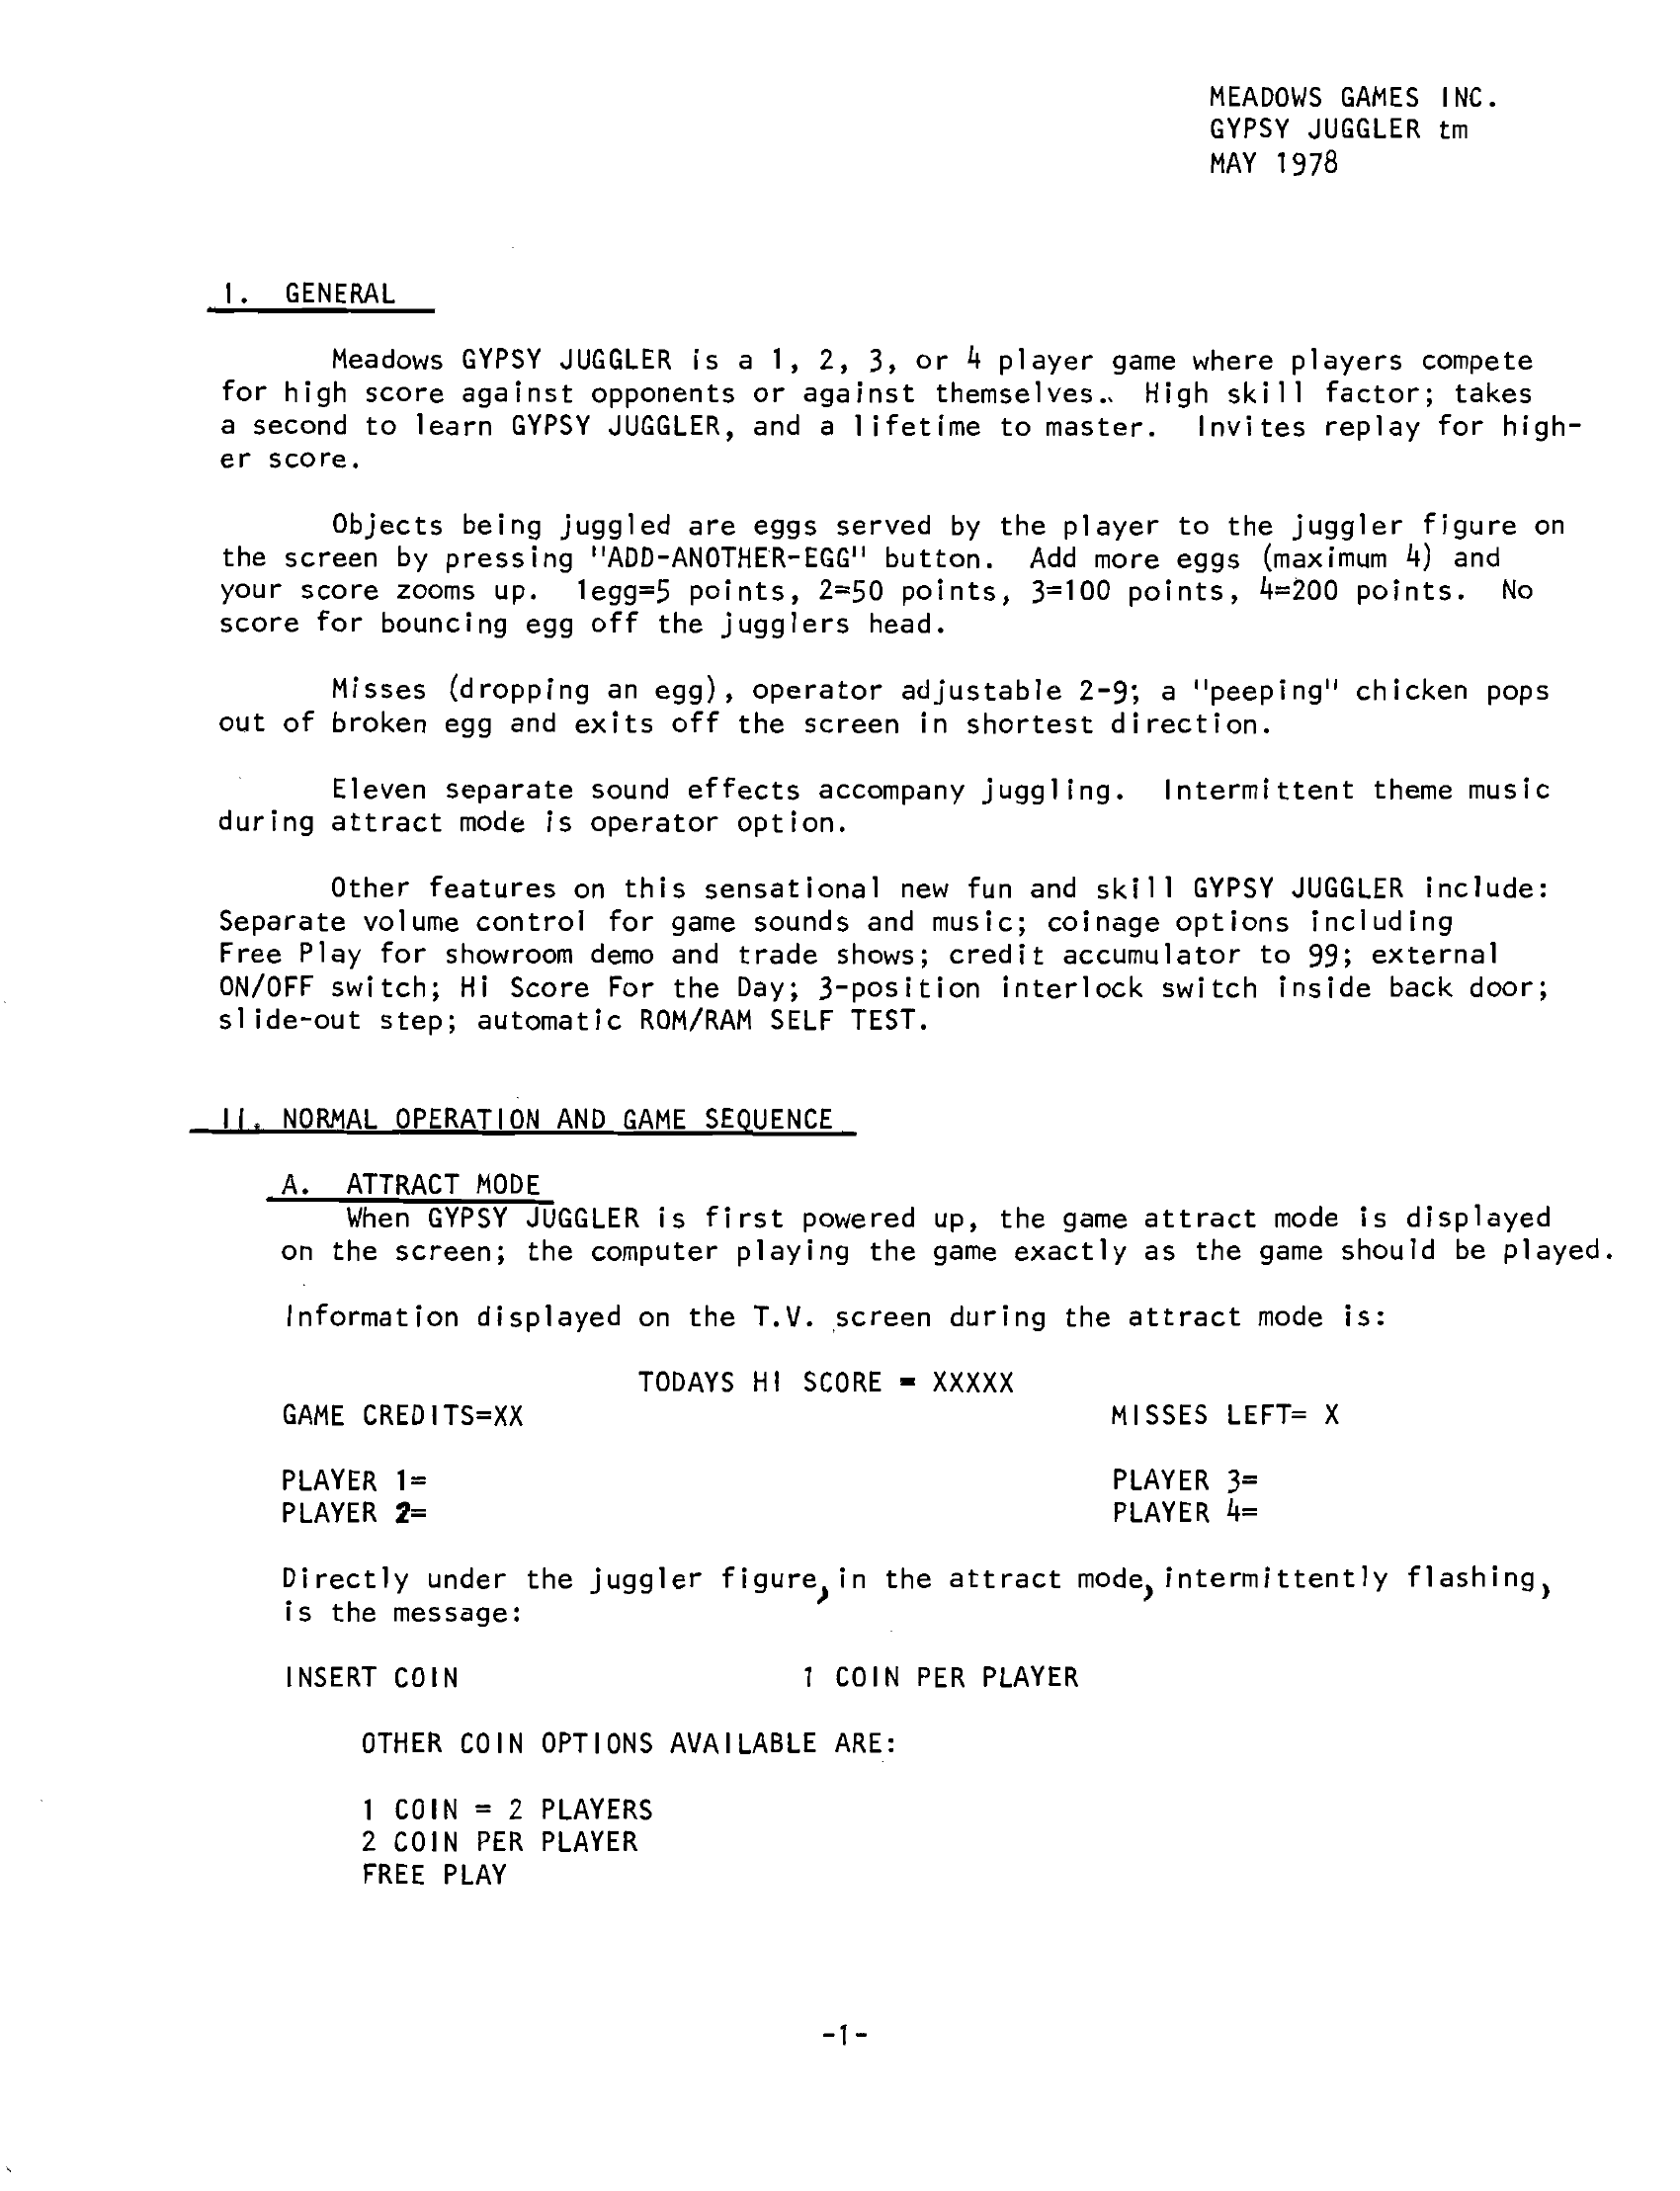 MEADOWS GAMES INC.
GYPSY JUGGLER tm
MAY 1978
I. GENERAL
Meadows GYPSY JUGGLER is a 1, 2, 3, or 4 player game where players compete
for high score against opponents or against themselves. High skill factor; takes
a second to learn GYPSY JUGGLER, and a lifetime to master. Invites replay for high-
er score.
Objects being juggled are eggs served by the player to the juggler figure on
the screen by pressing "ADD-ANOTHER-EGG" button. Add more eggs (maximum 4) and
your score zooms up. 1egg=5 points, 2=50 points, 3=100 points, 4=200 points. No
score for bouncing egg off the jugglers head.
Misses (dropping an egg), operator adjustable 2-9; a "peeping" chicken pops
out of broken egg and exits off the screen in shortest direction.
Eleven separate sound effects accompany juggling. Intermittent theme music
during attract mode is operator option.
Other features on this sensational new fun and skill GYPSY JUGGLER include:
Separate volume control for game sounds and music; coinage options including
Free Play for showroom demo and trade shows; credit accumulator to 99; external
ON/OFF switch; Hi Score For the Day; 3-position interlock switch inside back door;
slide-out step; automatic ROM/RAM SELF TEST.
II. NORMAL OPERATION AND GAME SEQUENCE
A. ATTRACT MODE
When GYPSY JUGGLER is first powered up, the game attract mode is displayed
on the screen; the computer playing the game exactly as the game should be played.
Information displayed on the T.V. screen during the attract mode is:
TODAYS HI SCORE = XXXXX
GAME CREDITS=XX MISSES LEFT= X
PLAYER 1= PLAYER 3=
PLAYER 2= PLAYER 4=
Directly under the juggler figure, in the attract mode, intermittently flashing,
is the message:
INSERT COIN 1 COIN PER PLAYER
OTHER COIN OPTIONS AVAILABLE ARE:
1 COIN = 2 PLAYERS
2 COIN PER PLAYER
FREE PLAY
-1-